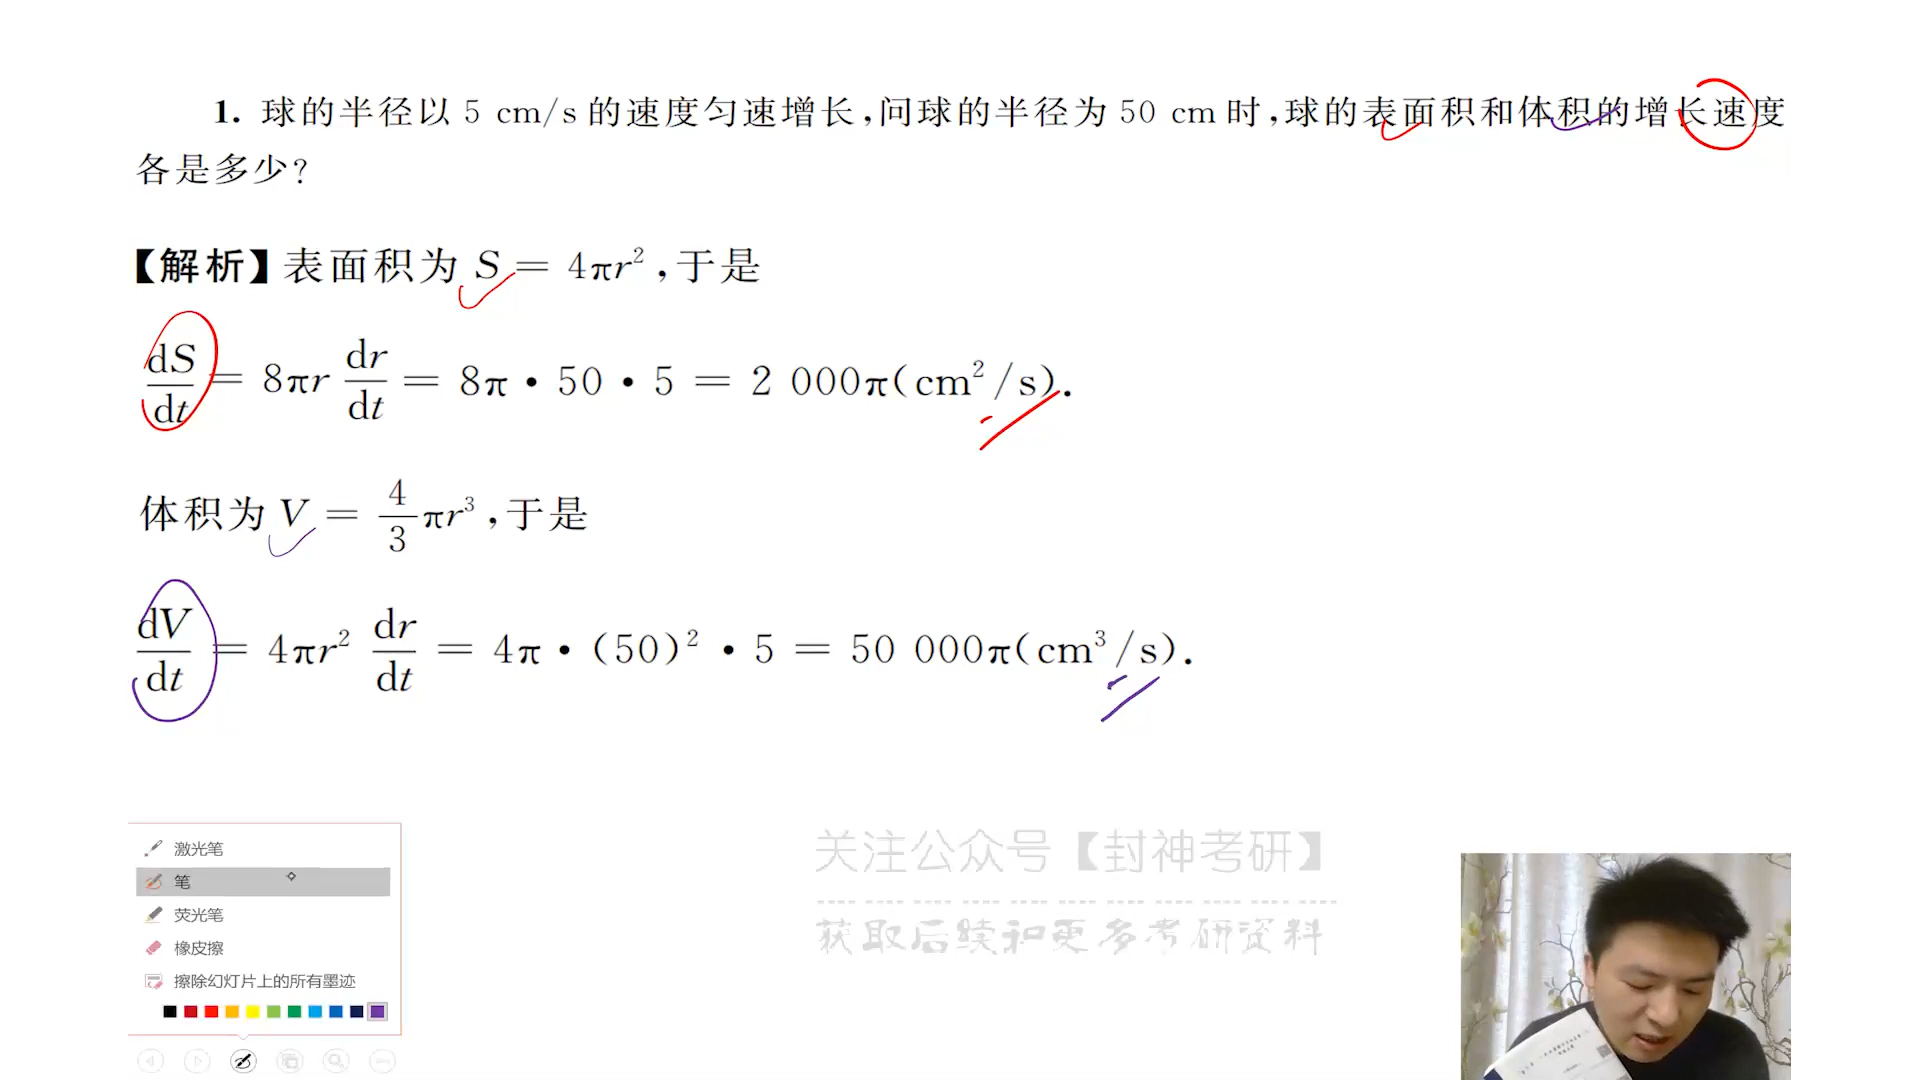 1. 球的半径以 5 cm/s 的速度匀速增长,问球的半径为 50 cm 时,球的表面积和体积的增长速度
各是多少?
【解析】表面积为 S = 4πr²,于是
dS/dt = 8πr dr/dt = 8π · 50 · 5 = 2 000π(cm²/s).
体积为 V = 4/3 πr³,于是
dV/dt = 4πr² dr/dt = 4π · (50)² · 5 = 50 000π(cm³/s).
激光笔
笔
荧光笔
橡皮擦
擦除幻灯片上的所有墨迹
关注公众号【封神考研】
获取后续和更多考研资料